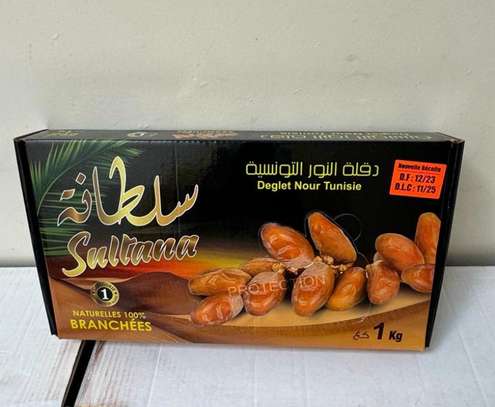 دقلة النور التونسية
Deglet Nour Tunisie
Nouvelle Récolte
D.F : 12/23
D.L.C : 11/25
سلطانة
Sultana
1
NATURELLES 100%
BRANCHÉES
PROTECTION
1 كغ Kg